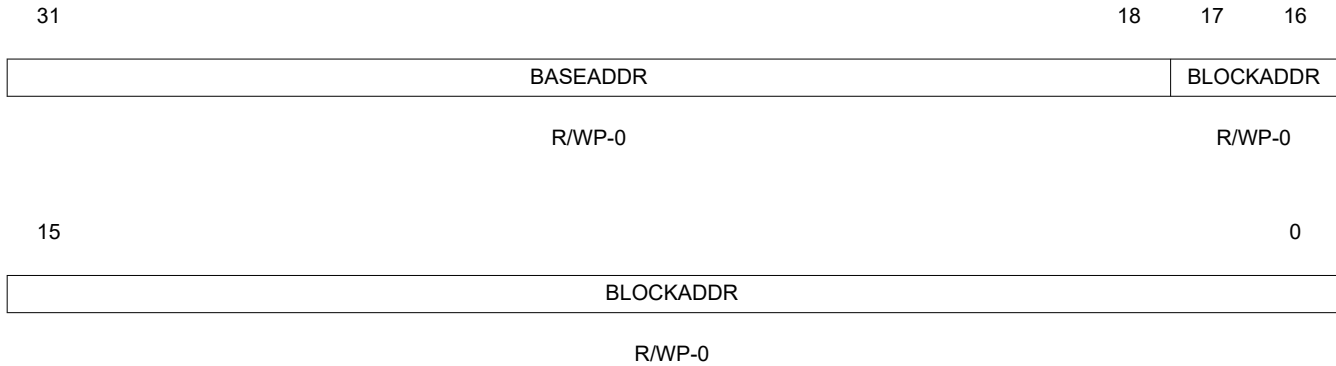 31 18 17 16
BASEADDR BLOCKADDR
R/WP-0 R/WP-0
15 0
BLOCKADDR
R/WP-0